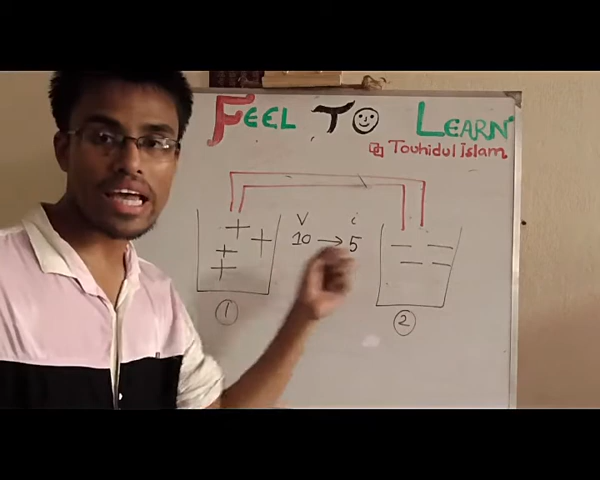 FEEL TO LEARN
Touhidul Islam
V i
10 → 5
+ + + + — — — —
1 2